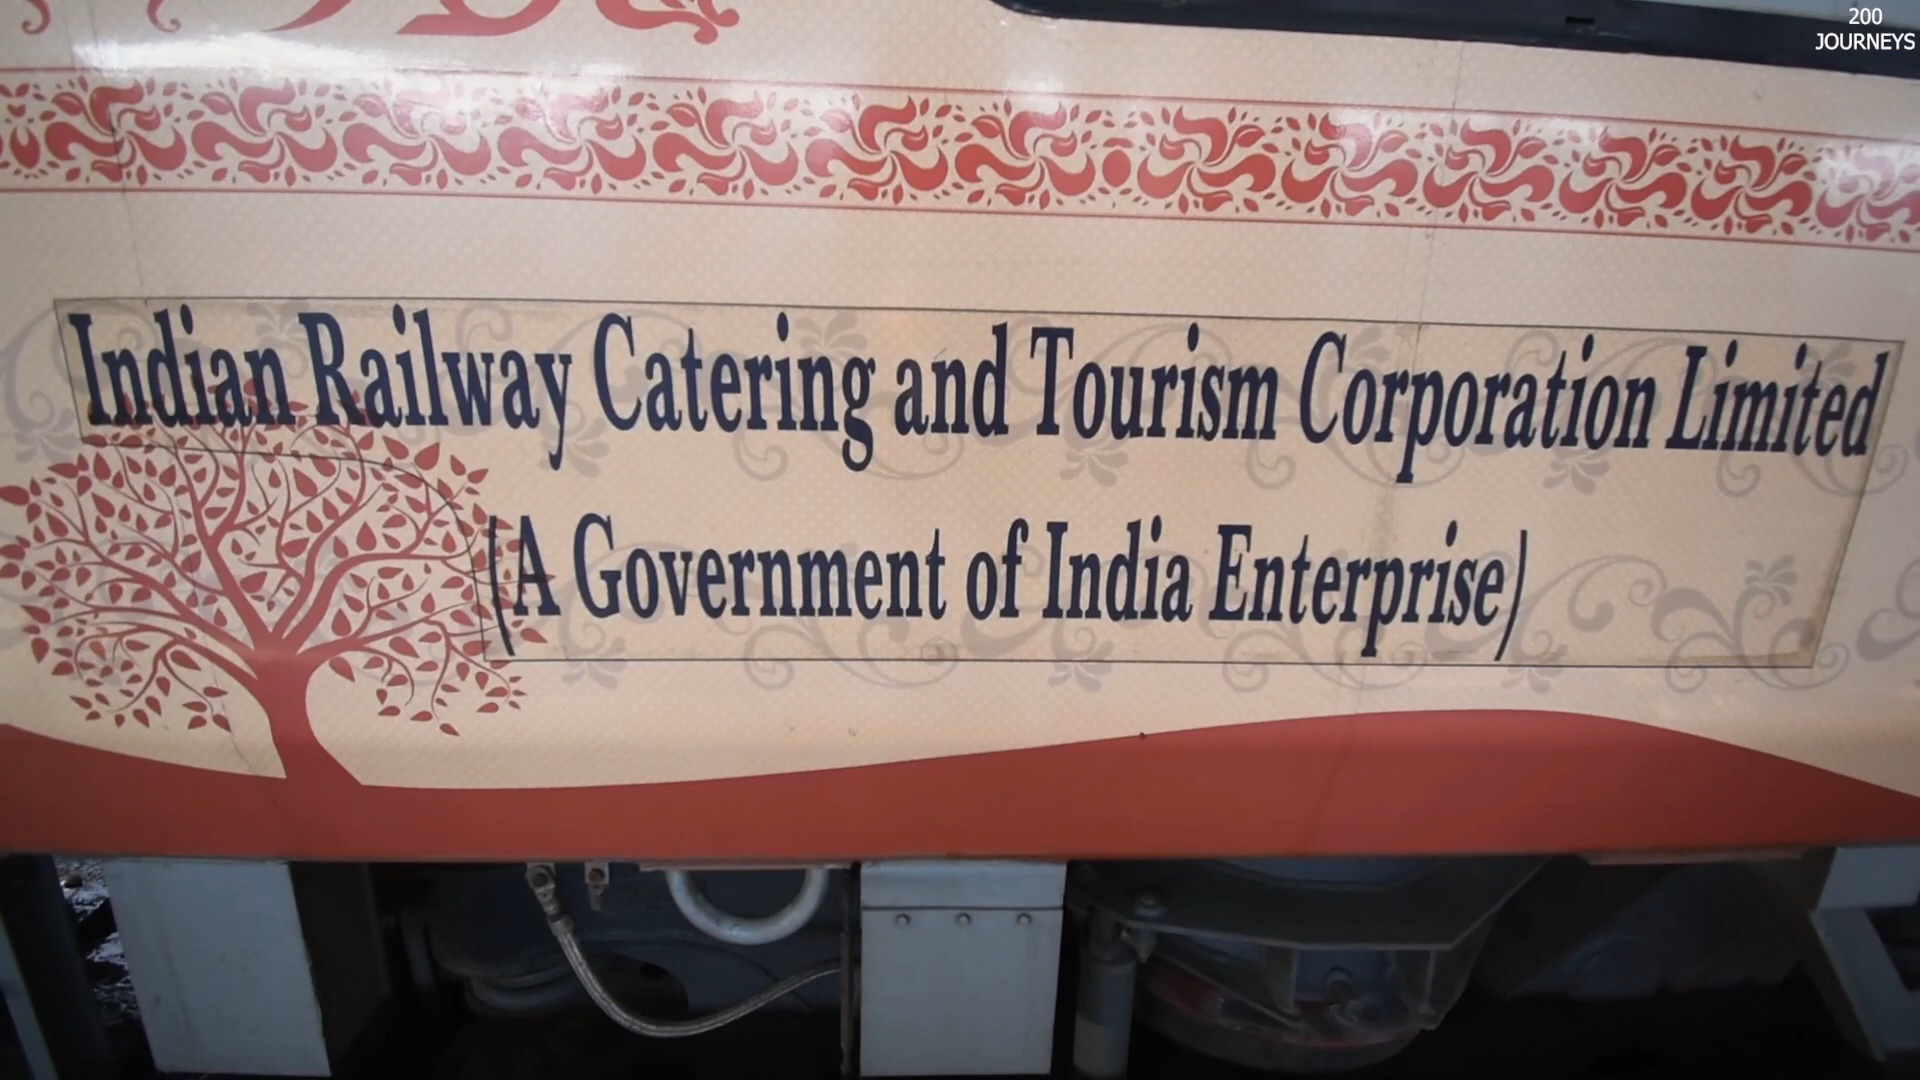 200
JOURNEYS
Indian Railway Catering and Tourism Corporation Limited
(A Government of India Enterprise)